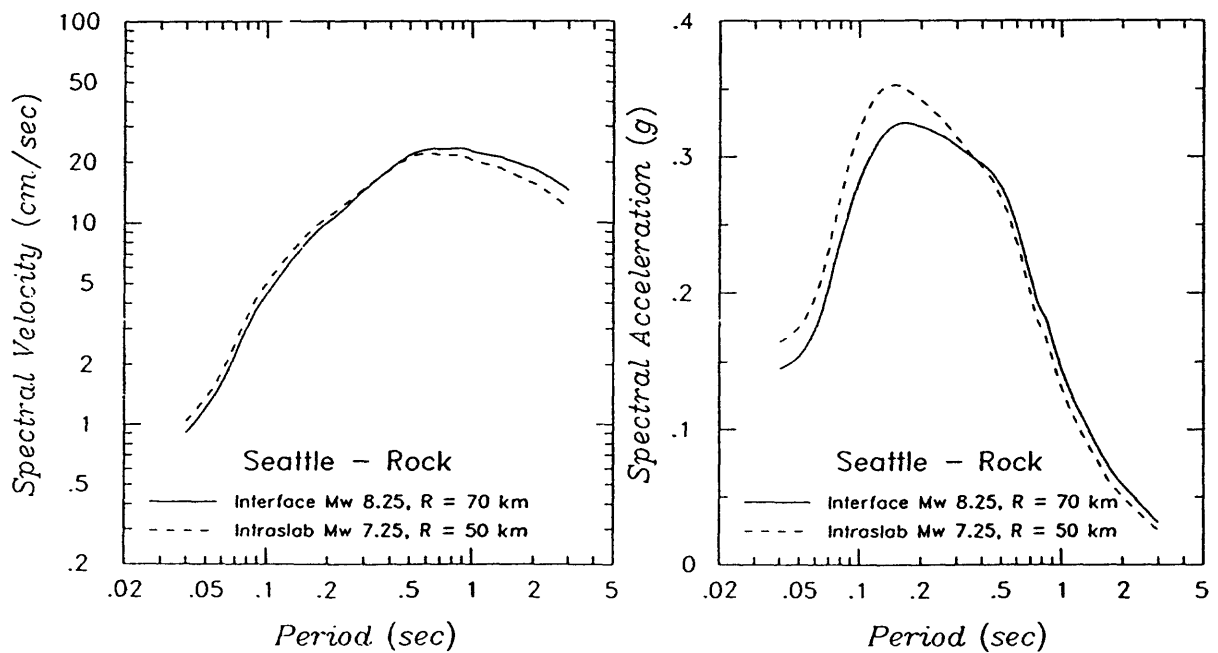 100
50
20
10
5
2
1
.5
.2
Spectral Velocity (cm/sec)
Seattle – Rock
Interface Mw 8.25, R = 70 km
Intraslab Mw 7.25, R = 50 km
.02 .05 .1 .2 .5 1 2 5
Period (sec)
.4
.3
.2
.1
0
Spectral Acceleration (g)
Seattle – Rock
Interface Mw 8.25, R = 70 km
Intraslab Mw 7.25, R = 50 km
.02 .05 .1 .2 .5 1 2 5
Period (sec)